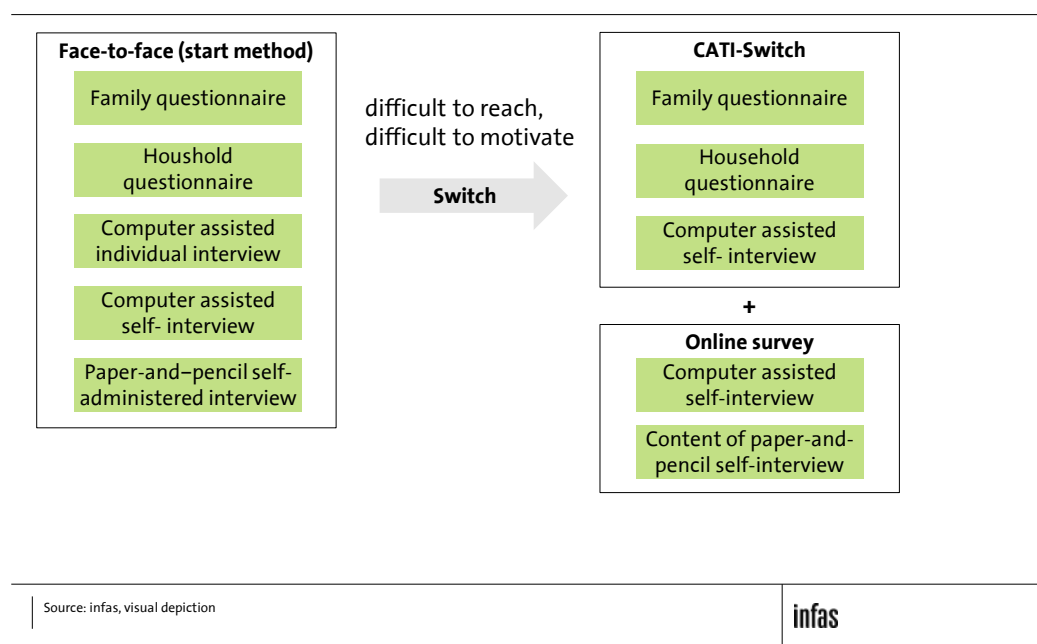 Face-to-face (start method)
Family questionnaire
Houshold
questionnaire
Computer assisted
individual interview
Computer assisted
self- interview
Paper-and–pencil self-
administered interview
difficult to reach,
difficult to motivate
Switch
CATI-Switch
Family questionnaire
Household
questionnaire
Computer assisted
self- interview
+
Online survey
Computer assisted
self-interview
Content of paper-and-
pencil self-interview
Source: infas, visual depiction
infas